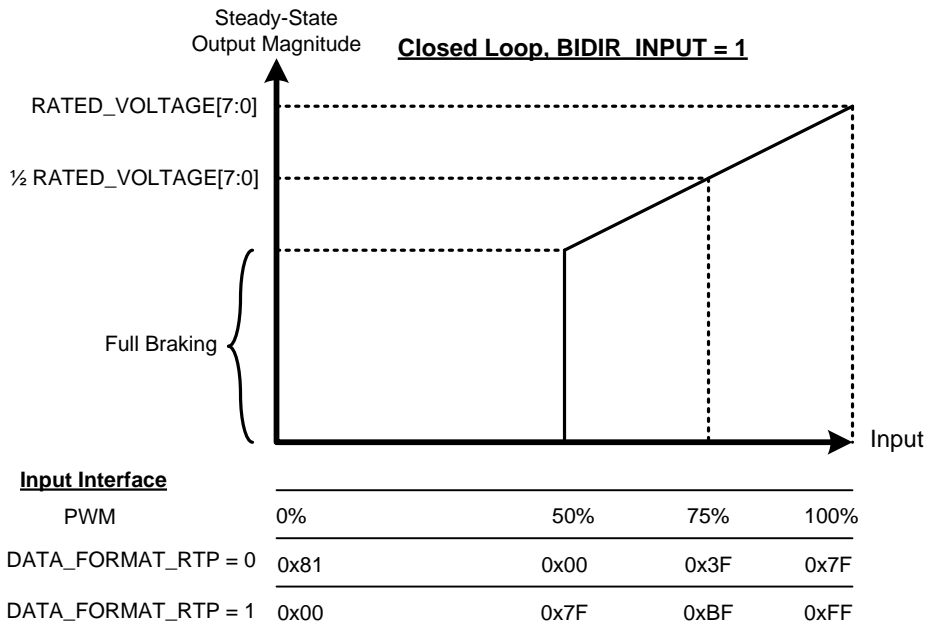 Steady-State
Output Magnitude
Closed Loop, BIDIR_INPUT = 1
RATED_VOLTAGE[7:0]
½ RATED_VOLTAGE[7:0]
Full Braking
Input
Input Interface
PWM 0% 50% 75% 100%
DATA_FORMAT_RTP = 0 0x81 0x00 0x3F 0x7F
DATA_FORMAT_RTP = 1 0x00 0x7F 0xBF 0xFF